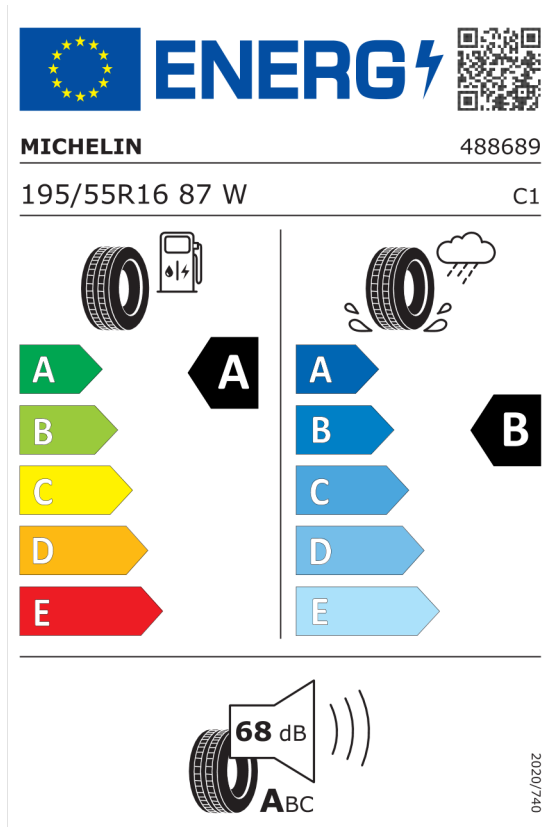 ENERG
MICHELIN 488689
195/55R16 87 W C1
A A
A A
B B
B
C C
D D
E E
68 dB
ABC
2020/740